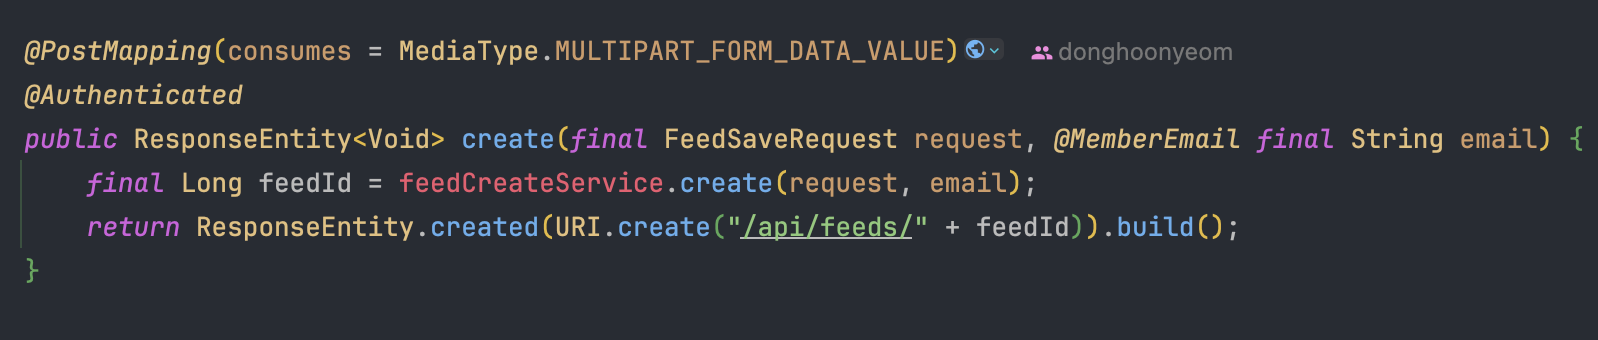 @PostMapping(consumes = MediaType.MULTIPART_FORM_DATA_VALUE) donghoonyeom
@Authenticated
public ResponseEntity<Void> create(final FeedSaveRequest request, @MemberEmail final String email) {
    final Long feedId = feedCreateService.create(request, email);
    return ResponseEntity.created(URI.create("/api/feeds/" + feedId)).build();
}